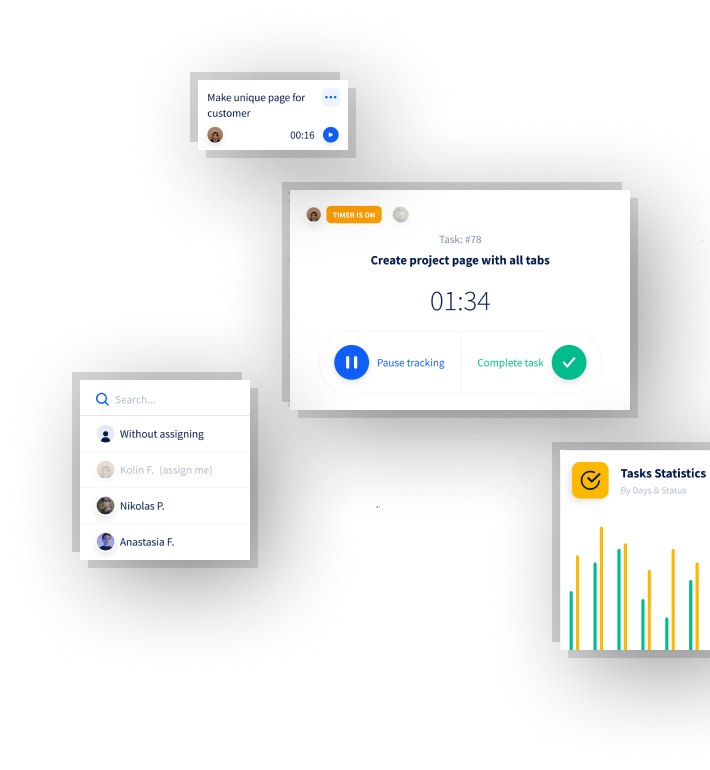 Make unique page for
customer
00:16
TIMER IS ON
Task: #78
Create project page with all tabs
01:34
Pause tracking
Complete task
Search...
Without assigning
Kolin F. (assign me)
Nikolas P.
Anastasia F.
Tasks Statistics
By Days & Status